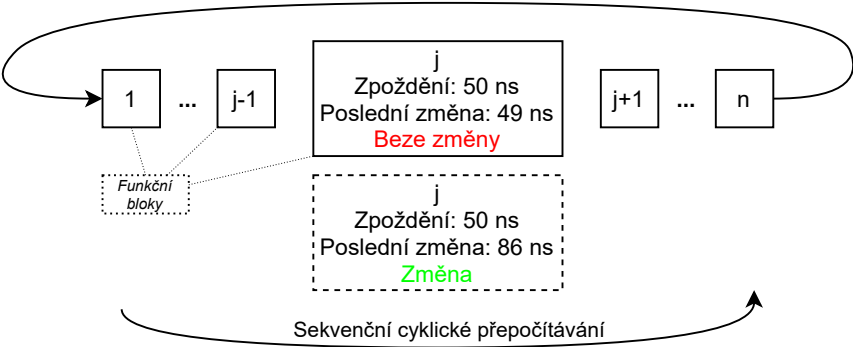 1
...
j-1
j
Zpoždění: 50 ns
Poslední změna: 49 ns
Beze změny
j+1
...
n
Funkční
bloky
j
Zpoždění: 50 ns
Poslední změna: 86 ns
Změna
Sekvenční cyklické přepočítávání